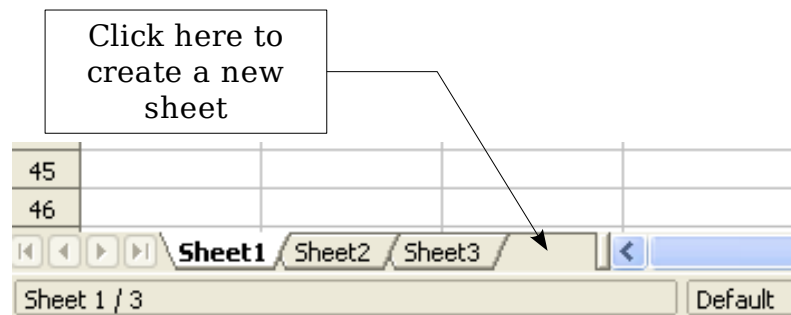 Click here to
create a new
sheet
45
46
Sheet1 Sheet2 Sheet3
Sheet 1 / 3 Default